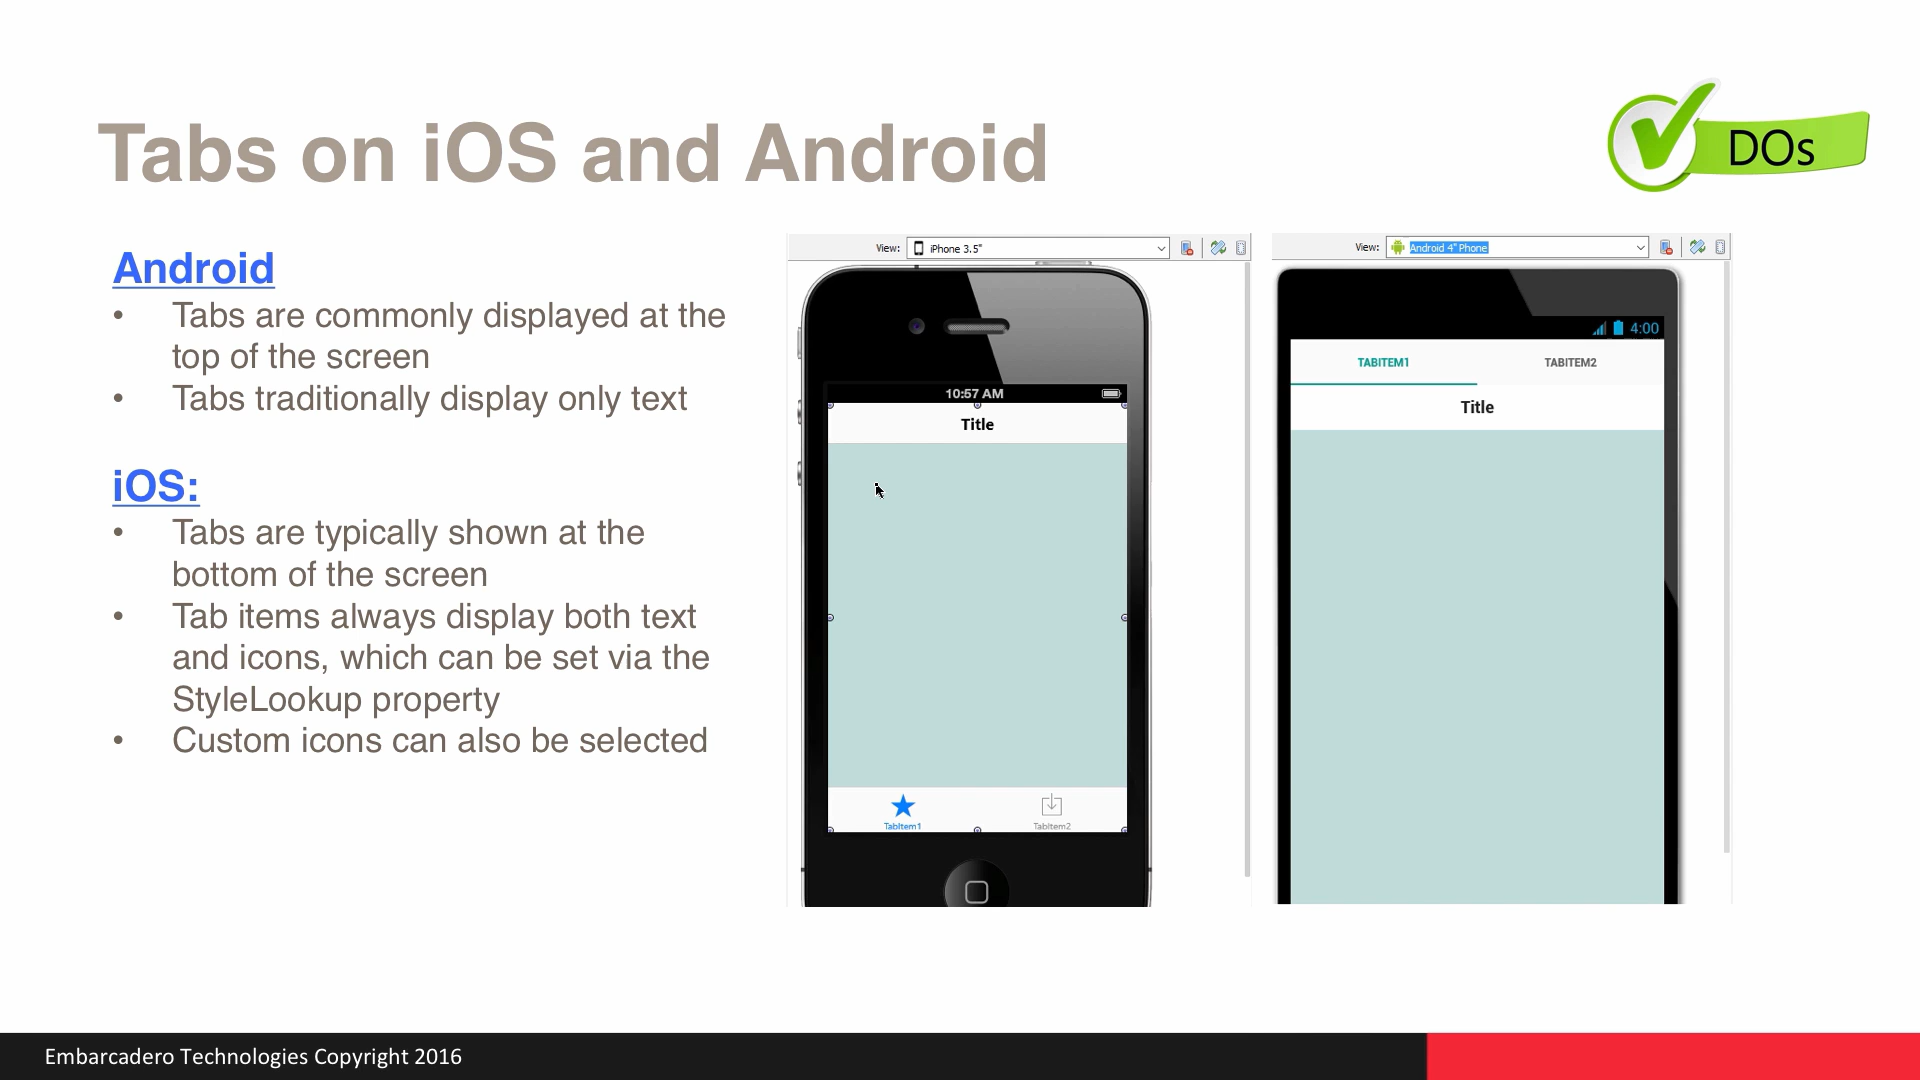 Tabs on iOS and Android
DOs
Android
• Tabs are commonly displayed at the
top of the screen
• Tabs traditionally display only text
iOS:
• Tabs are typically shown at the
bottom of the screen
• Tab items always display both text
and icons, which can be set via the
StyleLookup property
• Custom icons can also be selected
View: iPhone 3.5"
10:57 AM
Title
TabItem1 TabItem2
View: Android 4" Phone
4:00
TABITEM1 TABITEM2
Title
Embarcadero Technologies Copyright 2016